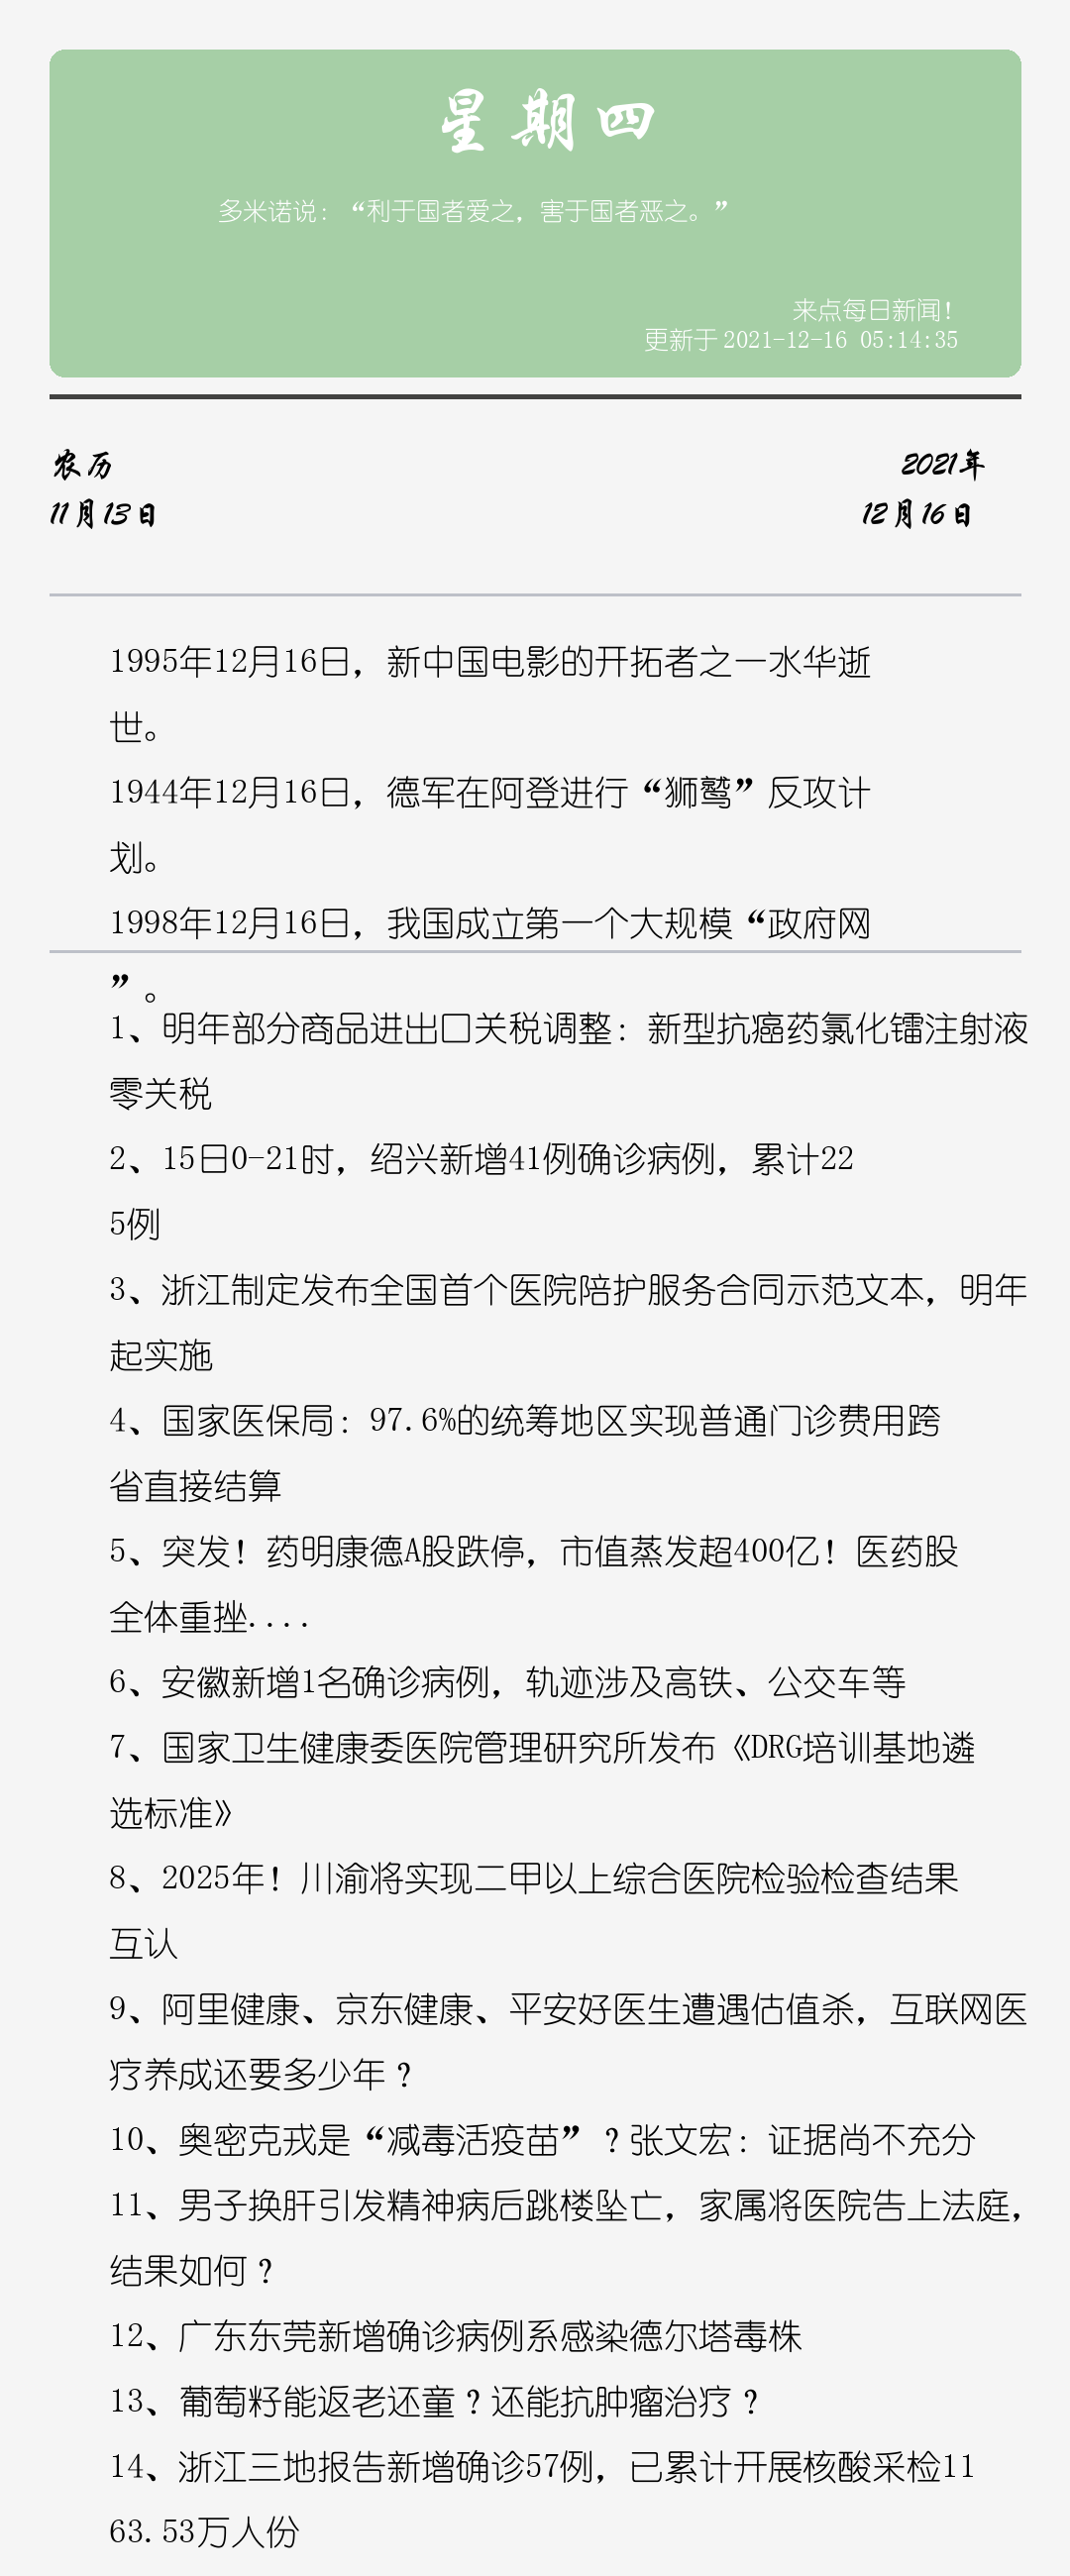 星期四
多米诺说：“利于国者爱之，害于国者恶之。”
来点每日新闻！
更新于 2021-12-16 05:14:35
农历 2021年
11月13日 12月16日
1995年12月16日，新中国电影的开拓者之一水华逝
世。
1944年12月16日，德军在阿登进行“狮鹫”反攻计
划。
1998年12月16日，我国成立第一个大规模“政府网
”。
1、明年部分商品进出口关税调整：新型抗癌药氯化镭注射液
零关税
2、15日0-21时，绍兴新增41例确诊病例，累计22
5例
3、浙江制定发布全国首个医院陪护服务合同示范文本，明年
起实施
4、国家医保局：97.6%的统筹地区实现普通门诊费用跨
省直接结算
5、突发！药明康德A股跌停，市值蒸发超400亿！医药股
全体重挫....
6、安徽新增1名确诊病例，轨迹涉及高铁、公交车等
7、国家卫生健康委医院管理研究所发布《DRG培训基地遴
选标准》
8、2025年！川渝将实现二甲以上综合医院检验检查结果
互认
9、阿里健康、京东健康、平安好医生遭遇估值杀，互联网医
疗养成还要多少年？
10、奥密克戎是“减毒活疫苗”？张文宏：证据尚不充分
11、男子换肝引发精神病后跳楼坠亡，家属将医院告上法庭，
结果如何？
12、广东东莞新增确诊病例系感染德尔塔毒株
13、葡萄籽能返老还童？还能抗肿瘤治疗？
14、浙江三地报告新增确诊57例，已累计开展核酸采检11
63.53万人份